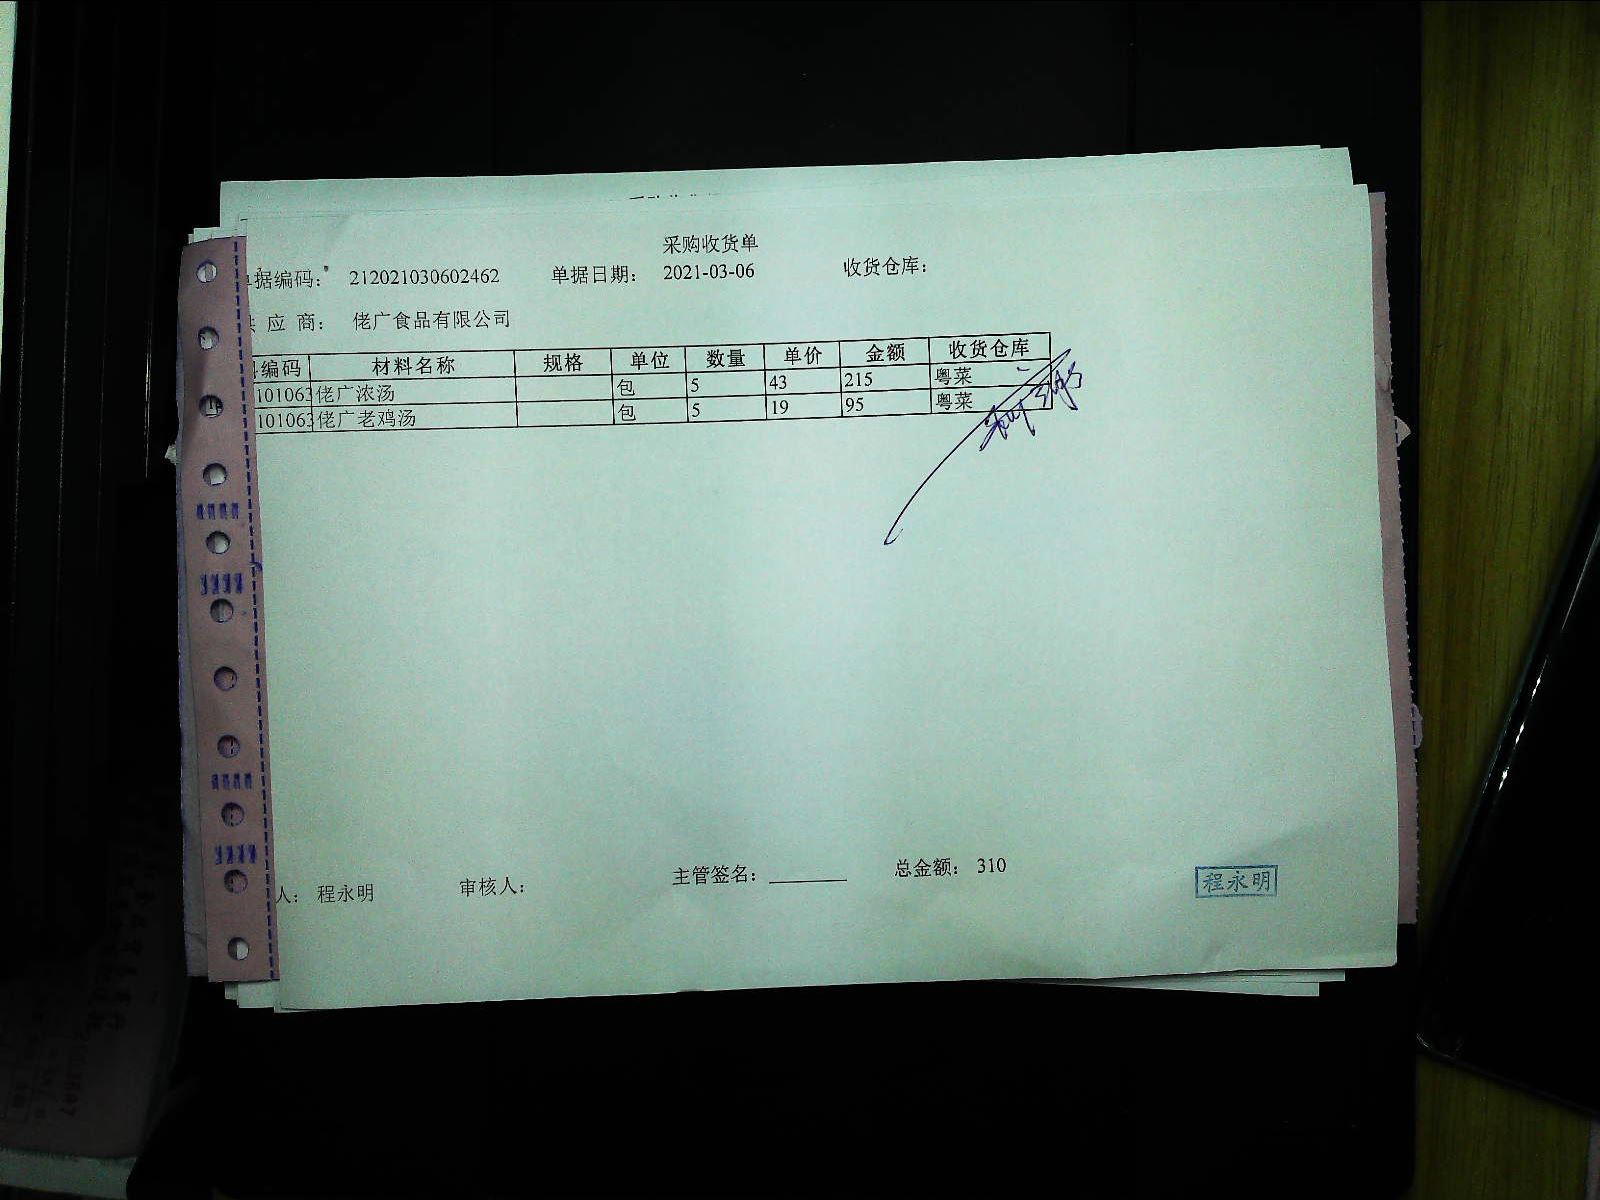 采购收货单
据编码： 212021030602462 单据日期： 2021-03-06 收货仓库：
应 商： 佬广食品有限公司
编码 材料名称 规格 单位 数量 单价 金额 收货仓库
101063 佬广浓汤 包 5 43 215 粤菜
101063 佬广老鸡汤 包 5 19 95 粤菜
人： 程永明 审核人： 主管签名： 总金额： 310
程永明